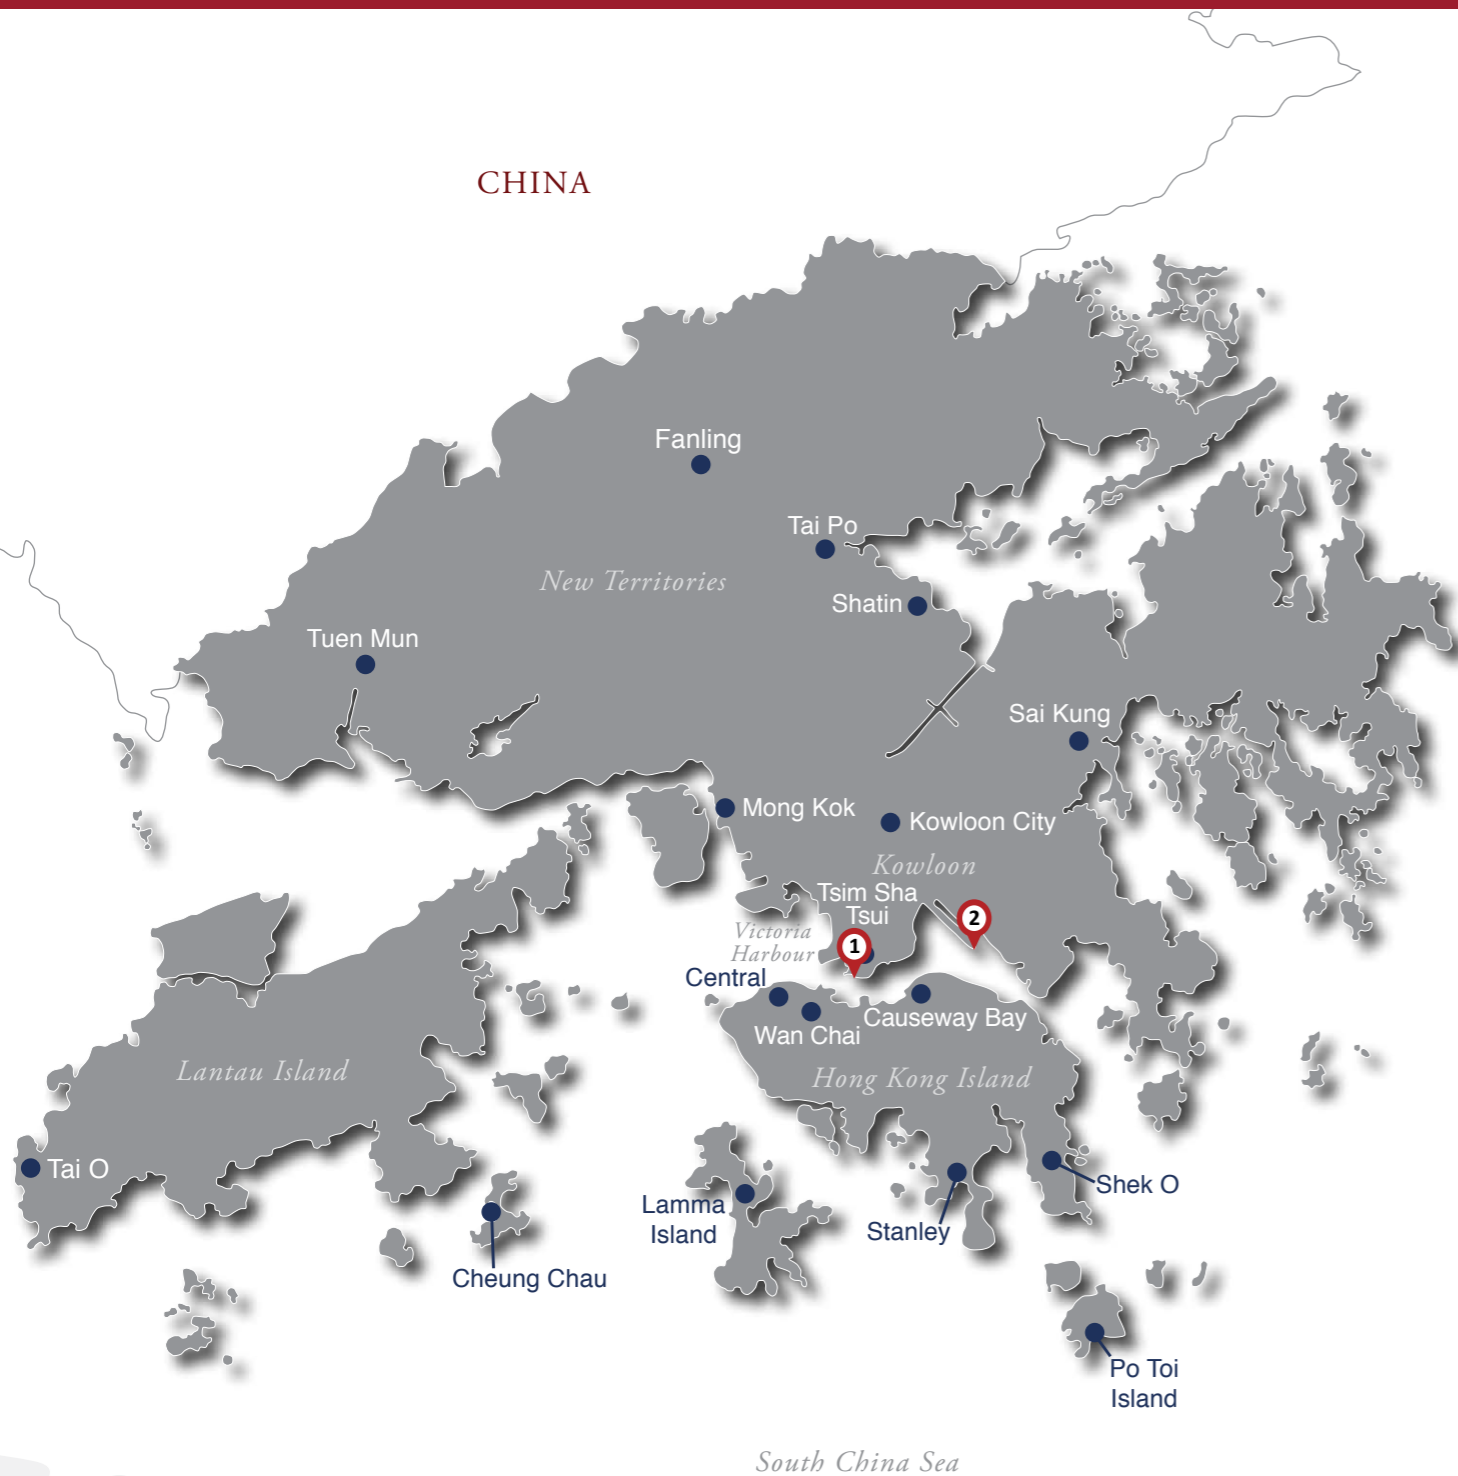 CHINA
Fanling
Tai Po
New Territories
Shatin
Tuen Mun
Sai Kung
Mong Kok
Kowloon City
Kowloon
Tsim Sha
Tsui
2
Victoria
Harbour
1
Central
Causeway Bay
Wan Chai
Lantau Island
Hong Kong Island
Tai O
Shek O
Lamma
Island
Stanley
Cheung Chau
Po Toi
Island
South China Sea